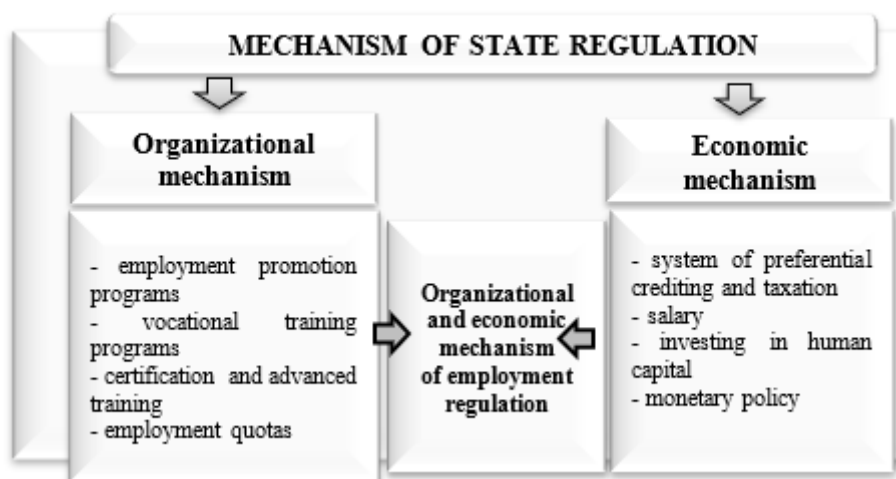 MECHANISM OF STATE REGULATION
Organizational
mechanism
- employment promotion
programs
- vocational training
programs
- certification and advanced
training
- employment quotas
Organizational
and economic
mechanism
of employment
regulation
Economic
mechanism
- system of preferential
crediting and taxation
- salary
- investing in human
capital
- monetary policy